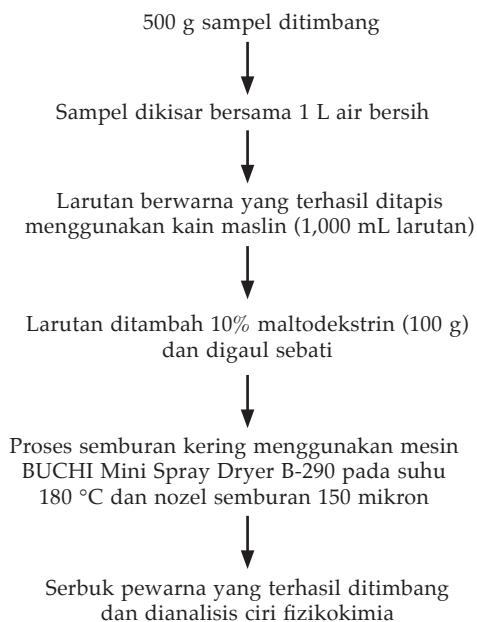 500 g sampel ditimbang
Sampel dikisar bersama 1 L air bersih
Larutan berwarna yang terhasil ditapis
menggunakan kain maslin (1,000 mL larutan)
Larutan ditambah 10% maltodekstrin (100 g)
dan digaul sebati
Proses semburan kering menggunakan mesin
BUCHI Mini Spray Dryer B-290 pada suhu
180 °C dan nozel semburan 150 mikron
Serbuk pewarna yang terhasil ditimbang
dan dianalisis ciri fizikokimia